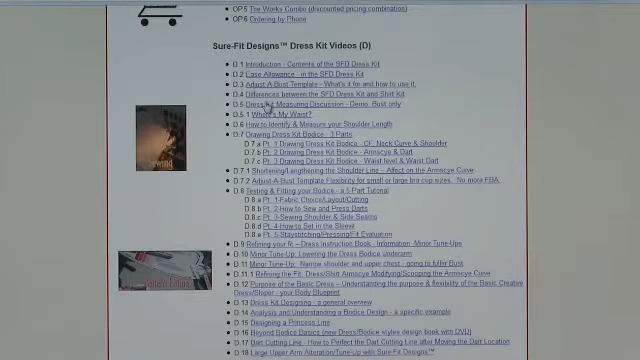 OP.5 The Works Combo (discounted pricing combination)
OP.6 Ordering by Phone
Sure-Fit Designs™ Dress Kit Videos (D)
D.1 Introduction - Contents of the SFD Dress Kit
D.2 Ease Allowance - in the SFD Dress Kit
D.3 Adjust-A-Bust Template - What's it for and how to use it.
D.4 Differences between the SFD Dress Kit and Shirt Kit
D.5 Dress Kit Measuring Discussion - Demo. Bust only
D.5.1 Where's My Waist?
D.6 How to Identify & Measure your Shoulder Length
D.7 Drawing Dress Kit Bodice - 3 Parts
D.7.a Pt. 1 Drawing Dress Kit Bodice - CF, Neck Curve & Shoulder
D.7.b Pt. 2 Drawing Dress Kit Bodice - Armscye & Dart
D.7.c Pt. 3 Drawing Dress Kit Bodice - Waist level & Waist Dart
D.7.1 Shortening/Lengthening the Shoulder Line – Affect on the Armscye Curve
D.7.2 Adjust-A-Bust Template Flexibility for small or large bra cup sizes. No more FBA.
D.8 Testing & Fitting your Bodice - a 5-Part Tutorial
D.8.a Pt. 1-Fabric Choice/Layout/Cutting
D.8.b Pt. 2-How to Sew and Press Darts
D.8.c Pt. 3-Sewing Shoulder & Side Seams
D.8.d Pt. 4-How to Set in the Sleeve
D.8.e Pt. 5-Staystitching/Pressing/Fit Evaluation
D.9 Refining your fit – Dress Instruction Book - Information -Minor Tune-Ups
D.10 Minor Tune-Up: Lowering the Dress Bodice underarm
D.11 Minor Tune-Up: Narrow shoulder and upper chest - going to fuller Bust
D.11.1 Refining the Fit: Dress/Shirt Armscye Modifying/Scooping the Armscye Curve
D.12 Purpose of the Basic Dress - Understanding the purpose & flexibility of the Basic Creative
Dress/Sloper - your Body Blueprint
D.13 Dress Kit Designing - a general overview
D.14 Analysis and Understanding a Bodice Design - a specific example
D.15 Designing a Princess Line
D.16 Beyond Bodice Basics (new Dress/Bodice styles design book with DVD)
D.17 Dart Cutting Line: How to Perfect the Dart Cutting Line after Moving the Dart Location
D.18 Large Upper Arm Alteration/Tune-Up with Sure-Fit Designs™